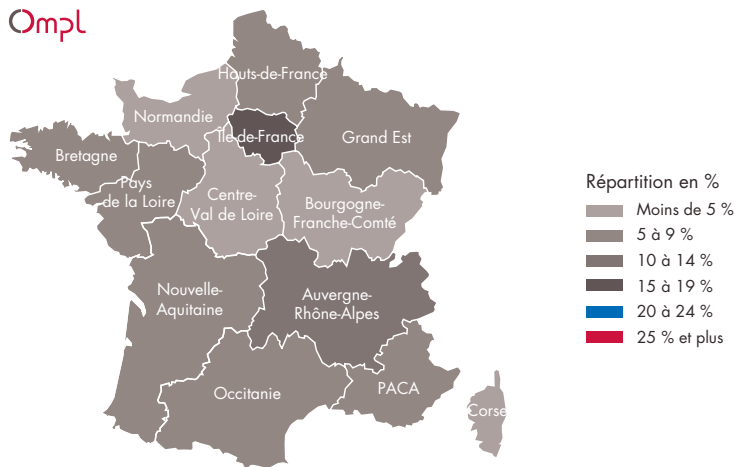 Ompl
Hauts-de-France
Normandie
Île-de-France
Grand Est
Bretagne
Pays
de la Loire
Centre-
Val de Loire
Bourgogne-
Franche-Comté
Nouvelle-
Aquitaine
Auvergne-
Rhône-Alpes
Occitanie
PACA
Corse
Répartition en %
Moins de 5 %
5 à 9 %
10 à 14 %
15 à 19 %
20 à 24 %
25 % et plus